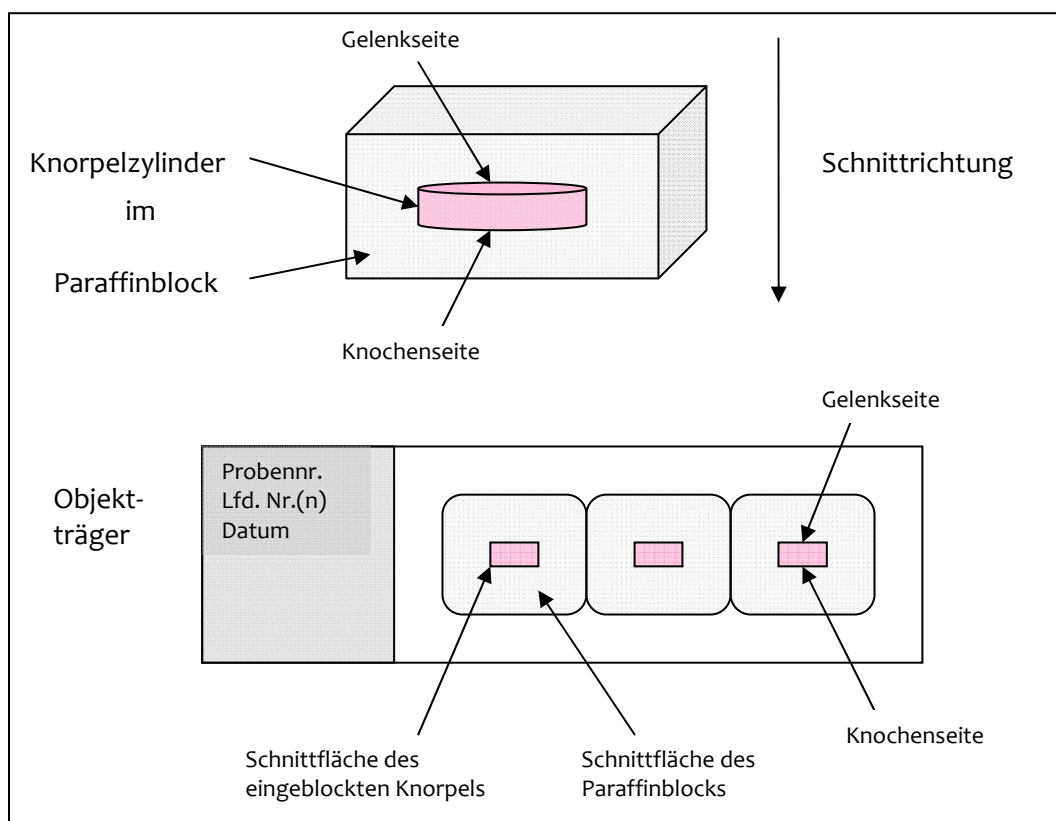 Gelenkseite
Knorpelzylinder
im
Paraffinblock
Schnittrichtung
Knochenseite
Gelenkseite
Objekt-
träger
Probennr.
Lfd. Nr.(n)
Datum
Schnittfläche des
eingeblockten Knorpels
Schnittfläche des
Paraffinblocks
Knochenseite